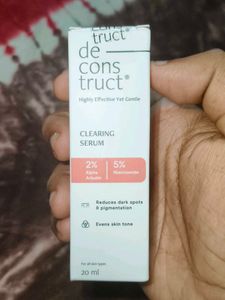 truct®
de
cons
truct®
Highly Effective Yet Gentle
CLEARING
SERUM
2% 5%
Alpha Arbutin Niacinamide
Reduces dark spots
& pigmentation
Evens skin tone
For all skin types
20 ml